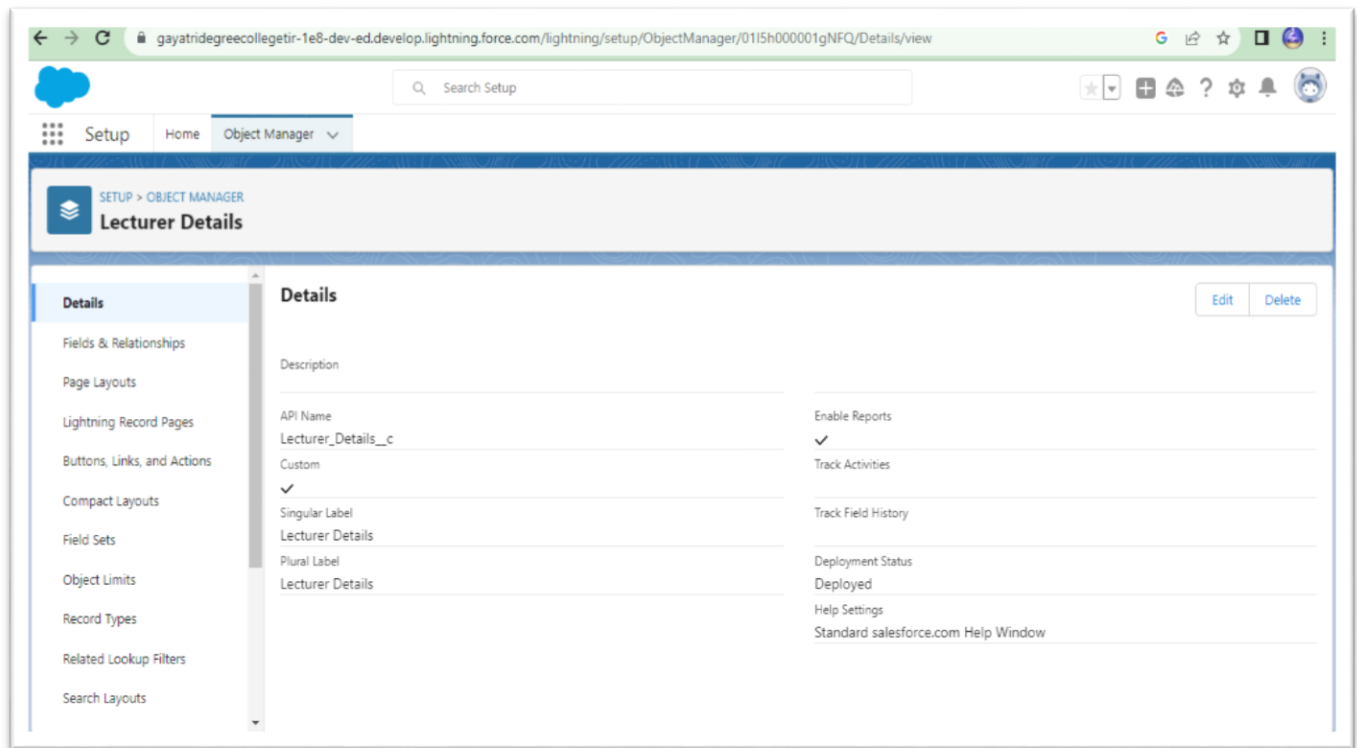 gayatridegreecollegetir-1e8-dev-ed.develop.lightning.force.com/lightning/setup/ObjectManager/01I5h000001gNFQ/Details/view
Search Setup
Setup Home Object Manager
SETUP > OBJECT MANAGER
Lecturer Details
Details
Fields & Relationships
Page Layouts
Lightning Record Pages
Buttons, Links, and Actions
Compact Layouts
Field Sets
Object Limits
Record Types
Related Lookup Filters
Search Layouts
Details
Edit Delete
Description
API Name
Lecturer_Details__c
Custom
Singular Label
Lecturer Details
Plural Label
Lecturer Details
Enable Reports
Track Activities
Track Field History
Deployment Status
Deployed
Help Settings
Standard salesforce.com Help Window